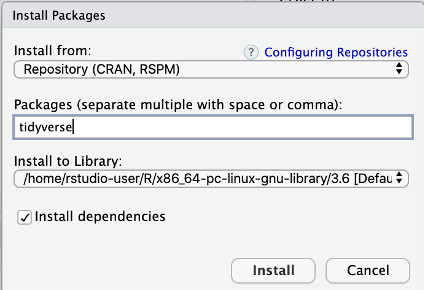 Install Packages
Install from:
? Configuring Repositories
Repository (CRAN, RSPM)
Packages (separate multiple with space or comma):
tidyverse
Install to Library:
/home/rstudio-user/R/x86_64-pc-linux-gnu-library/3.6 [Defau
Install dependencies
Install
Cancel